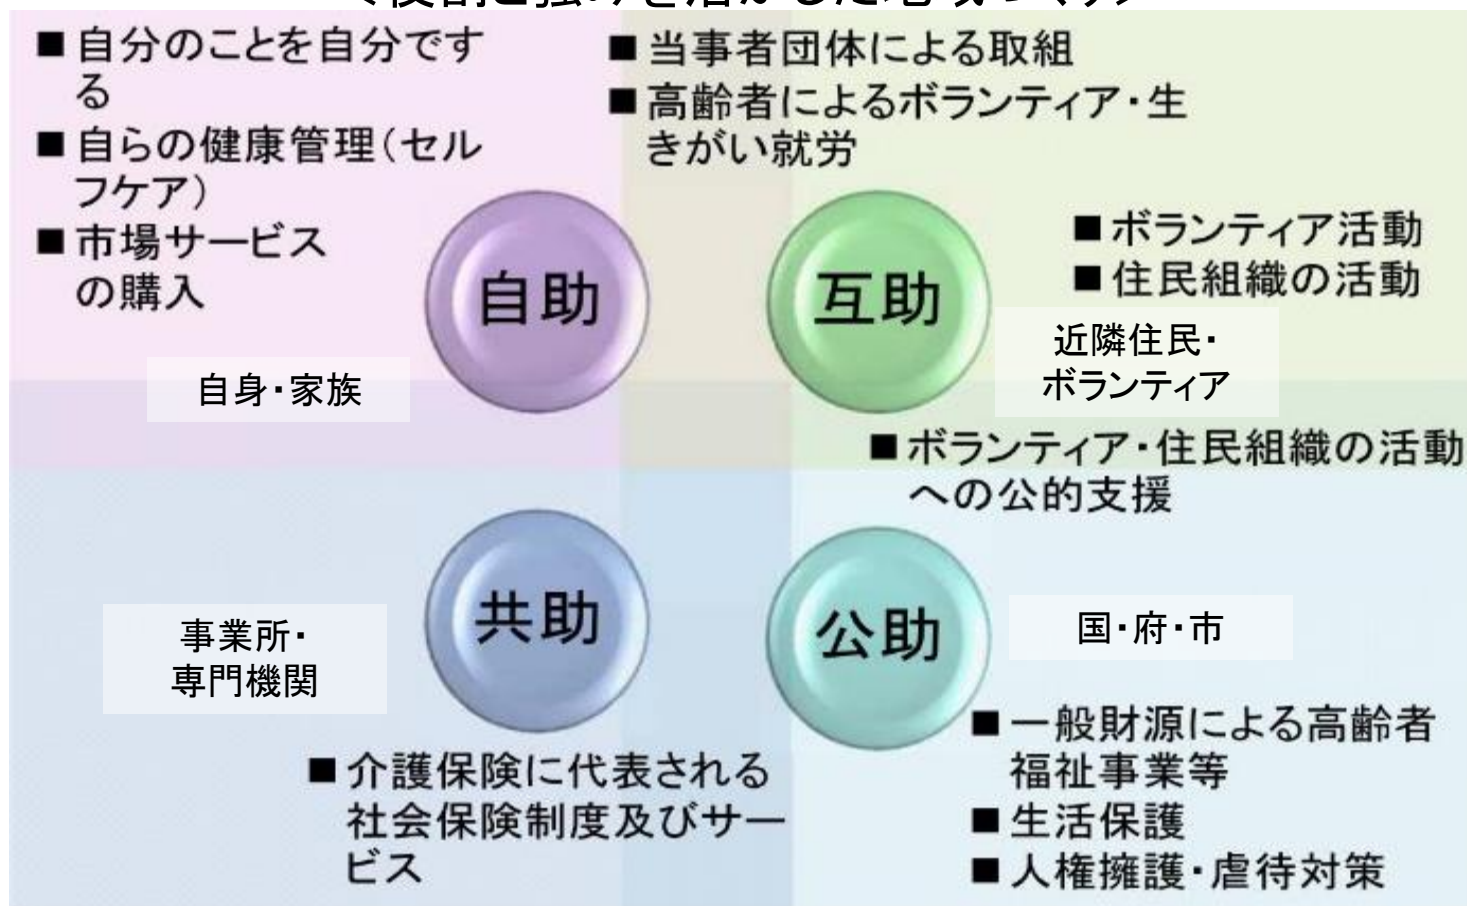 ■ 自分のことを自分です
る
■ 自らの健康管理(セル
フケア)
■ 市場サービス
の購入
■ 当事者団体による取組
■ 高齢者によるボランティア・生
きがい就労
自助
互助
■ ボランティア活動
■ 住民組織の活動
自身・家族
近隣住民・
ボランティア
■ ボランティア・住民組織の活動
への公的支援
共助
公助
事業所・
専門機関
国・府・市
■ 介護保険に代表される
社会保険制度及びサー
ビス
■ 一般財源による高齢者
福祉事業等
■ 生活保護
■ 人権擁護・虐待対策